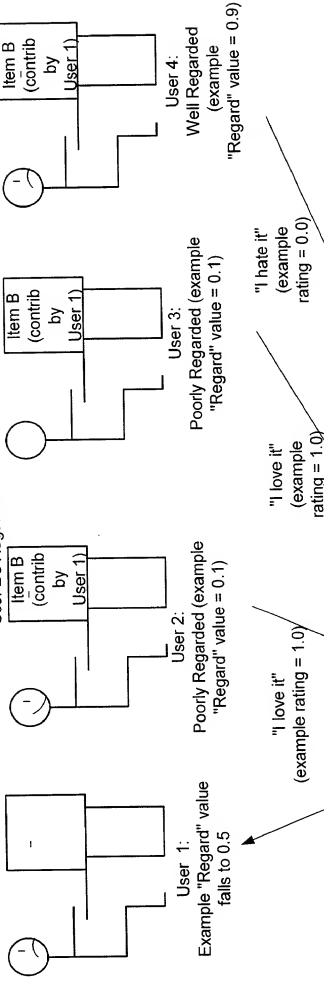 Item B
(contrib
by
User 1)
Item B
(contrib
by
User 1)
Item B
(contrib
by
User 1)
User 1:
Example "Regard" value
falls to 0.5
User 2:
Poorly Regarded (example
"Regard" value = 0.1)
User 3:
Poorly Regarded (example
"Regard" value = 0.1)
User 4:
Well Regarded
(example
"Regard" value = 0.9)
"I love it"
(example rating = 1.0)
"I love it"
(example
rating = 1.0)
"I hate it"
(example
rating = 0.0)